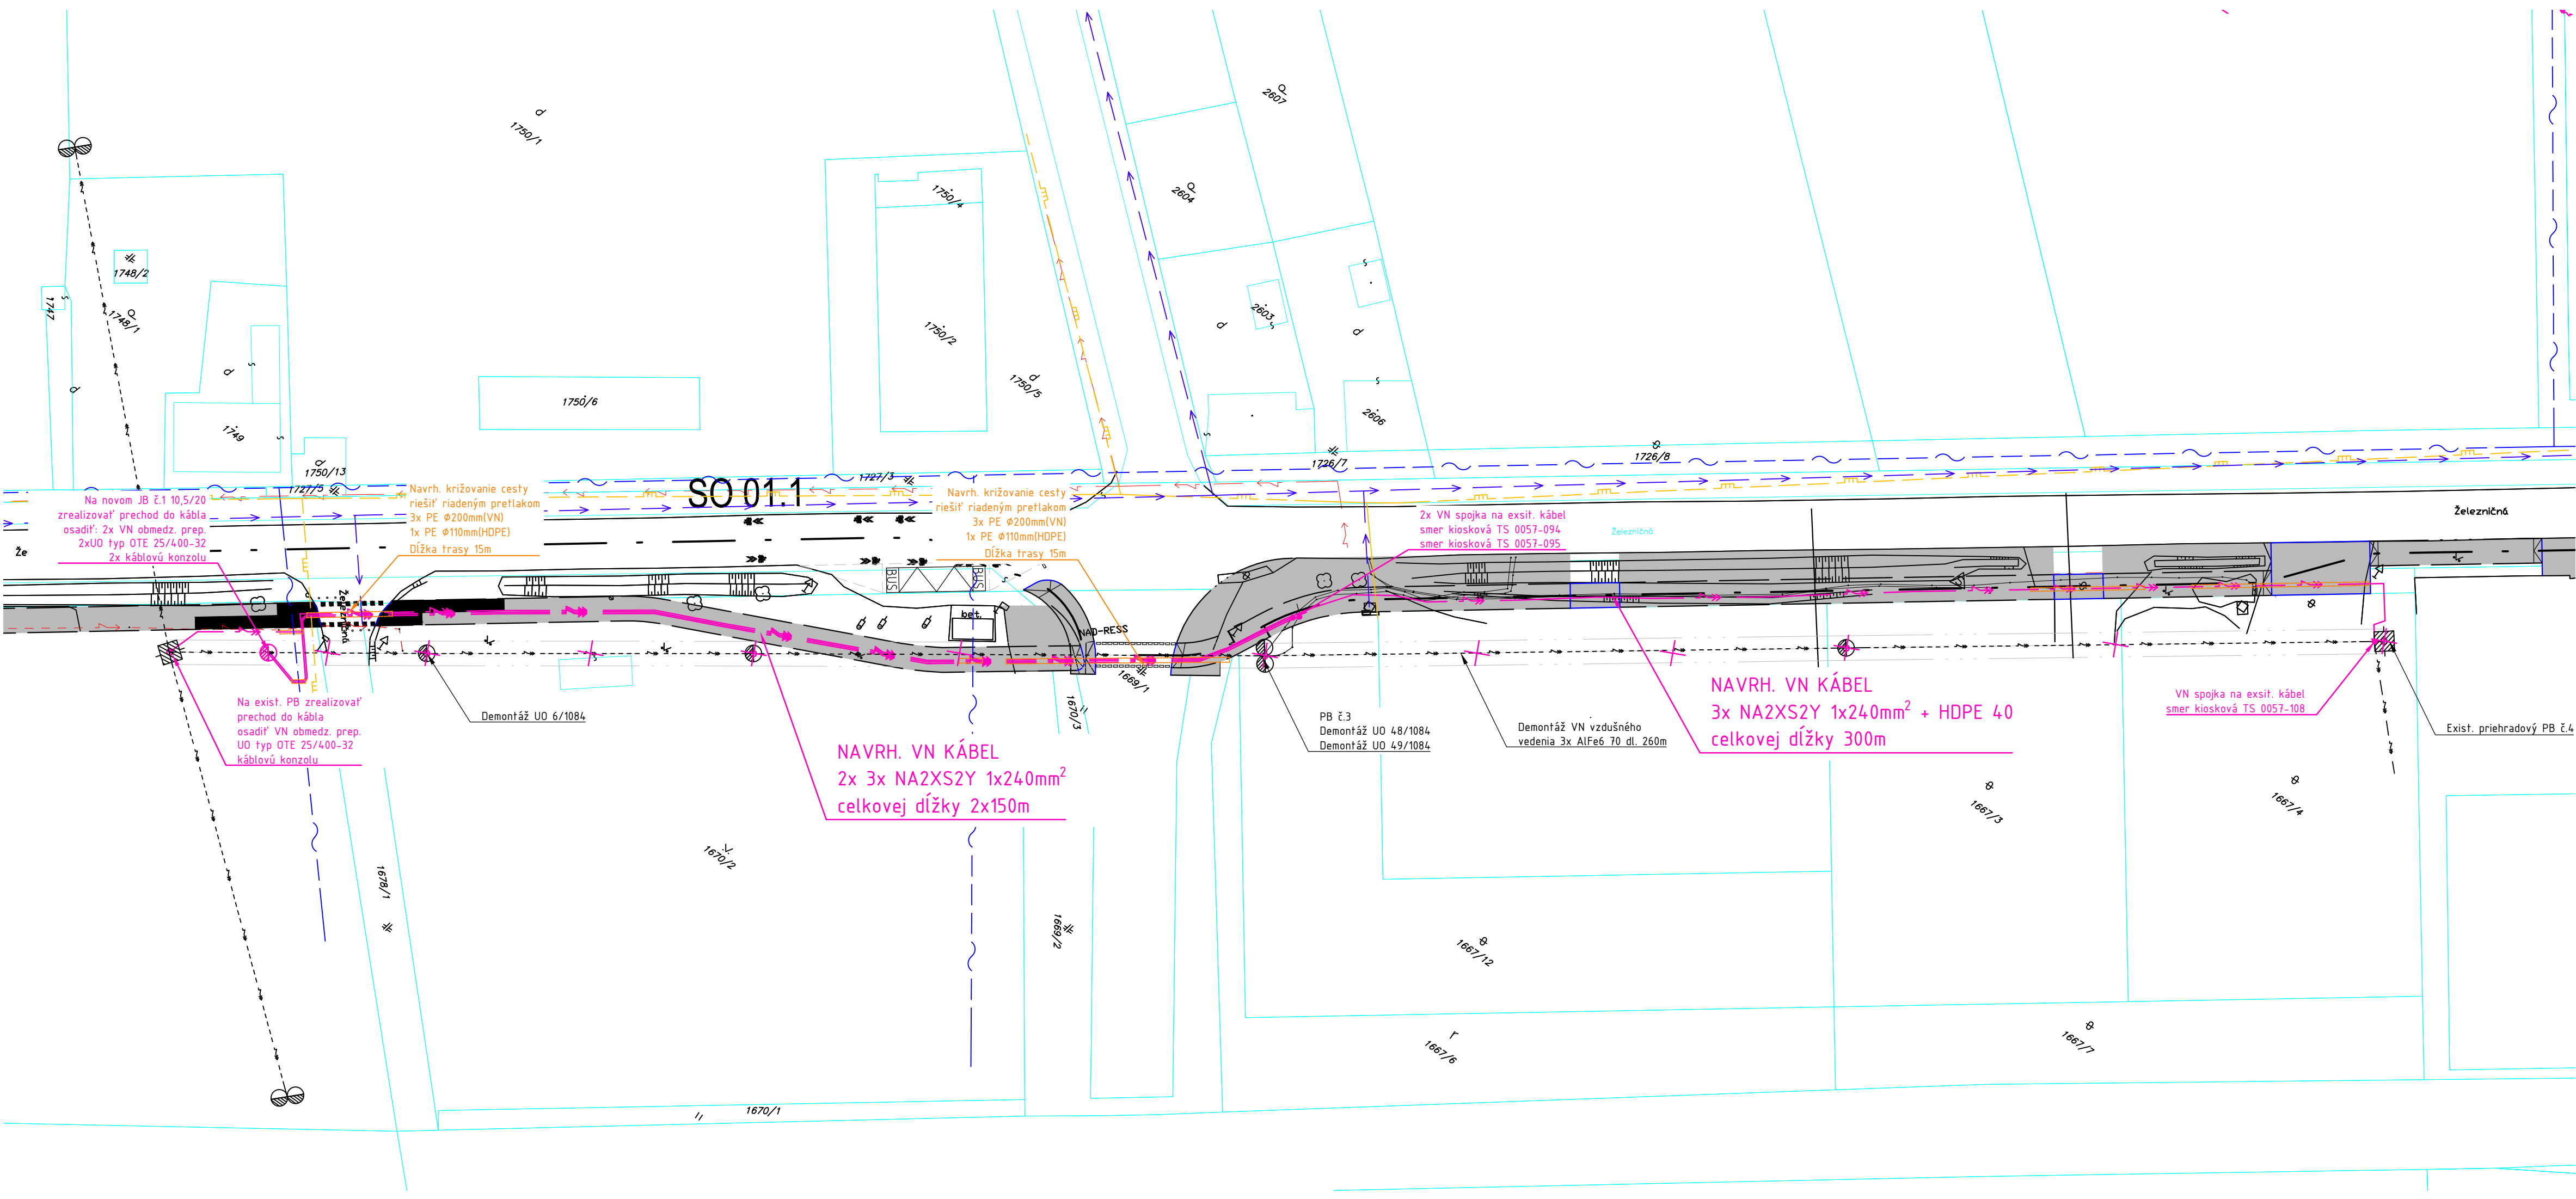 2607
1750/1
2604
1750/4
1748/2
1747
1748/1
2603
1750/2
1750/5
1750/6
2606
1749
1750/13
1726/7
1726/8
1727/5
1727/3
SO 01.1
Na novom JB č.1 10,5/20
zrealizovať prechod do kábla
osadiť: 2x VN obmedz. prep.
2xUO typ OTE 25/400-32
2x káblovú konzolu
Navrh. križovanie cesty
riešiť riadeným pretlakom
3x PE Ø200mm(VN)
1x PE Ø110mm(HDPE)
Dĺžka trasy 15m
Navrh. križovanie cesty
riešiť riadeným pretlakom
3x PE Ø200mm(VN)
1x PE Ø110mm(HDPE)
Dĺžka trasy 15m
2x VN spojka na exsit. kábel
smer kiosková TS 0057-094
smer kiosková TS 0057-095
Železničná
Železničná
Že
BUS
BUS
Železničná
bet.
NAD-RESS
1669/1
1670/3
Na exist. PB zrealizovať
prechod do kábla
osadiť VN obmedz. prep.
UO typ OTE 25/400-32
káblovú konzolu
Demontáž UO 6/1084
NAVRH. VN KÁBEL
2x 3x NA2XS2Y 1x240mm²
celkovej dĺžky 2x150m
PB č.3
Demontáž UO 48/1084
Demontáž UO 49/1084
Demontáž VN vzdušného
vedenia 3x AlFe6 70 dl. 260m
NAVRH. VN KÁBEL
3x NA2XS2Y 1x240mm² + HDPE 40
celkovej dĺžky 300m
VN spojka na exsit. kábel
smer kiosková TS 0057-108
Exist. priehradový PB č.4
1667/3
1667/4
1670/2
1678/1
1669/2
1667/12
1667/6
1667/7
1670/1